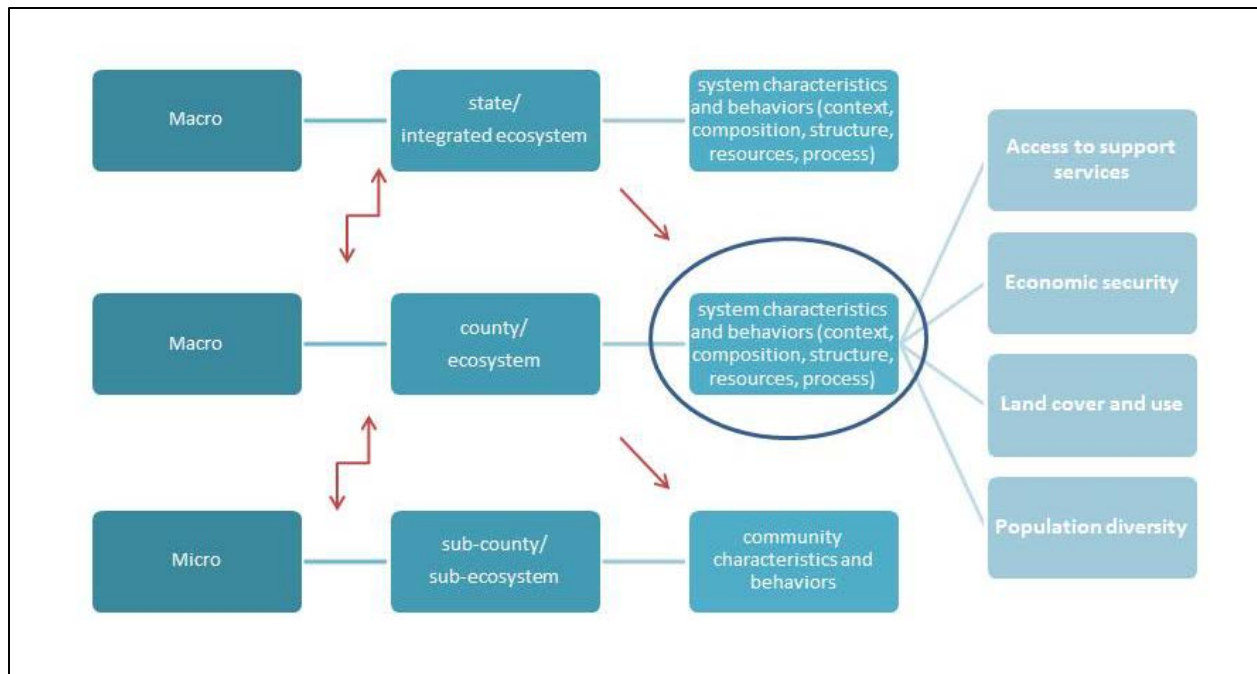 Macro
state/
integrated ecosystem
system characteristics
and behaviors (context,
composition, structure,
resources, process)
Macro
county/
ecosystem
system characteristics
and behaviors (context,
composition, structure,
resources, process)
Micro
sub-county/
sub-ecosystem
community
characteristics and
behaviors
Access to support
services
Economic security
Land cover and use
Population diversity